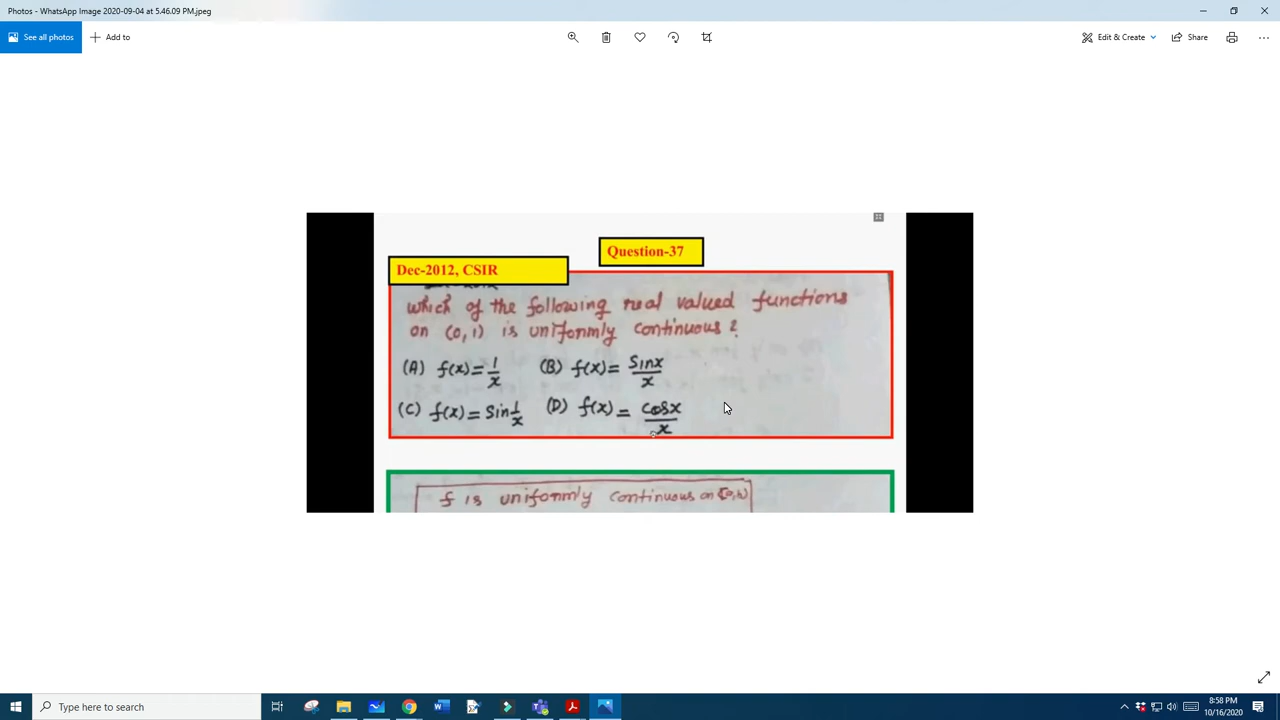 Photos - WhatsApp Image 2020-09-04 at 5.46.09 PM.jpeg
See all photos
Add to
Edit & Create
Share
Question-37
Dec-2012, CSIR
Which of the following real valued functions
on (0,1) is uniformly continuous?
(A) f(x)=1/x (B) f(x)= Sinx/x
(C) f(x)=Sin1/x (D) f(x)= cosx/x
f is uniformly continuous on
Type here to search
8:58 PM
10/16/2020